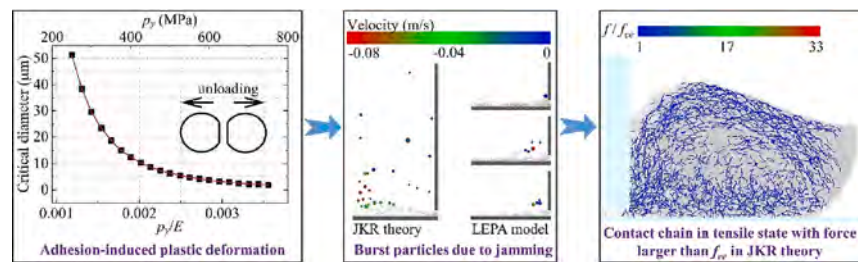 p_y (MPa)
200 400 600 800
Critical diameter (μm)
50
40
30
20
10
0
unloading
0.001 0.002 0.003
p_y/E
Adhesion-induced plastic deformation
Velocity (m/s)
-0.08 -0.04 0
JKR theory LEPA model
Burst particles due to jamming
f / f_ce
1 17 33
Contact chain in tensile state with force
larger than f_ce in JKR theory